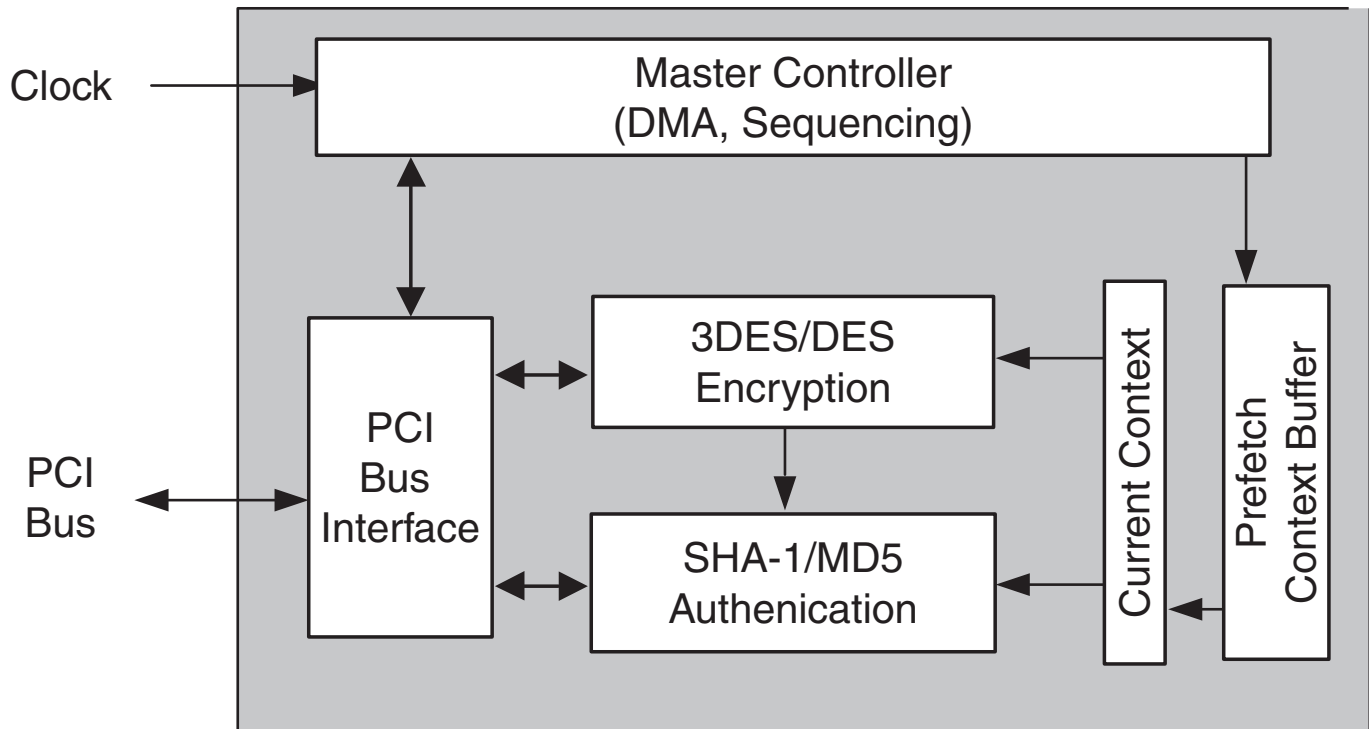 Clock
Master Controller
(DMA, Sequencing)
3DES/DES
Encryption
PCI
Bus
Interface
PCI
Bus
SHA-1/MD5
Authenication
Current Context
Prefetch
Context Buffer